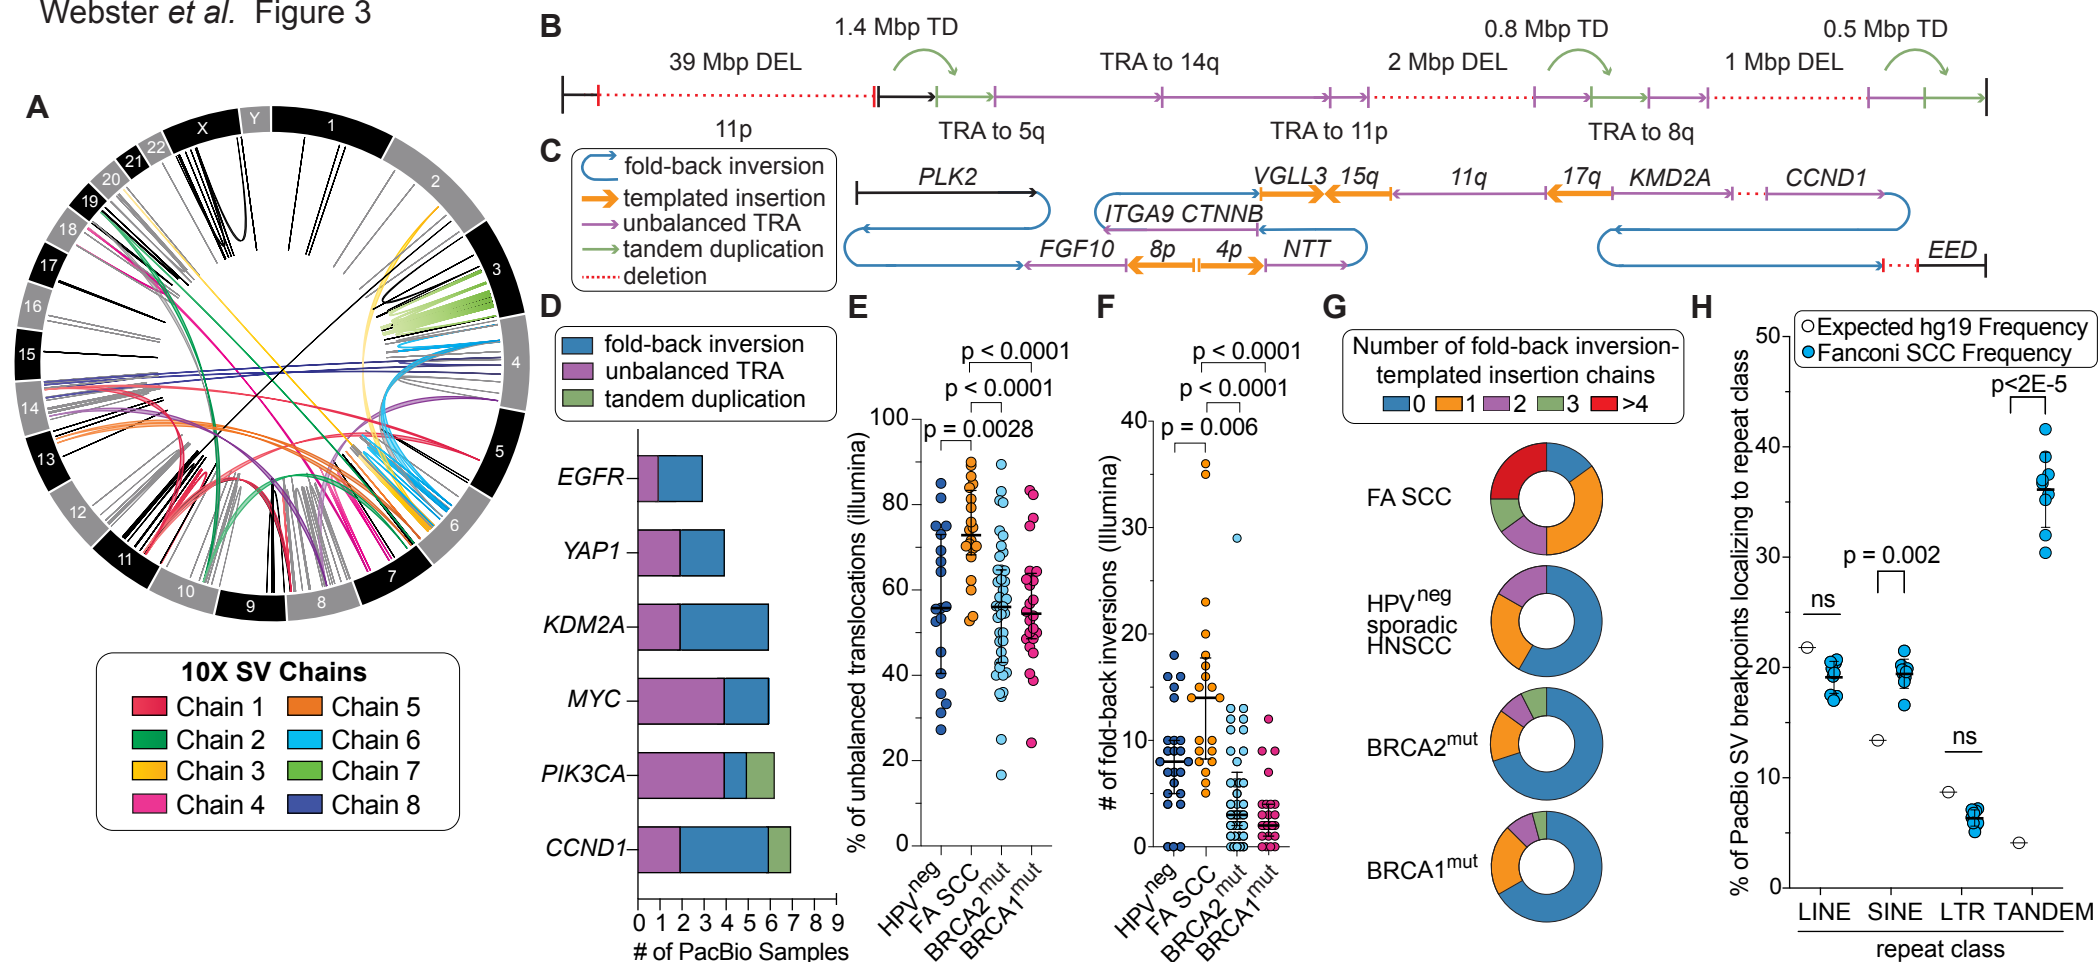 Webster et al. Figure 3
A
X
Y
1
2
3
4
5
6
7
8
9
10
11
12
13
14
15
16
17
18
19
20
21
22
10X SV Chains
Chain 1
Chain 5
Chain 2
Chain 6
Chain 3
Chain 7
Chain 4
Chain 8
B
1.4 Mbp TD
0.8 Mbp TD
0.5 Mbp TD
39 Mbp DEL
TRA to 14q
2 Mbp DEL
1 Mbp DEL
11p
TRA to 5q
TRA to 11p
TRA to 8q
C
fold-back inversion
templated insertion
unbalanced TRA
tandem duplication
deletion
PLK2
VGLL3
15q
11q
17q
KMD2A
CCND1
ITGA9 CTNNB
FGF10
8p
4p
NTT
EED
D
fold-back inversion
unbalanced TRA
tandem duplication
EGFR
YAP1
KDM2A
MYC
PIK3CA
CCND1
0 1 2 3 4 5 6 7 8 9
# of PacBio Samples
E
p < 0.0001
p < 0.0001
p = 0.0028
% of unbalanced translocations (illumina)
100
80
60
40
20
0
HPVneg
FA SCC
BRCA2mut
BRCA1mut
F
p < 0.0001
p < 0.0001
p = 0.006
# of fold-back inversions (Illumina)
40
30
20
10
0
HPVneg
FA SCC
BRCA2mut
BRCA1mut
G
Number of fold-back inversion-
templated insertion chains
0 1 2 3 >4
FA SCC
HPVneg
sporadic
HNSCC
BRCA2mut
BRCA1mut
H
Expected hg19 Frequency
Fanconi SCC Frequency
% of PacBio SV breakpoints localizing to repeat class
50
40
30
20
10
0
p<2E-5
p = 0.002
ns
ns
LINE SINE LTR TANDEM
repeat class